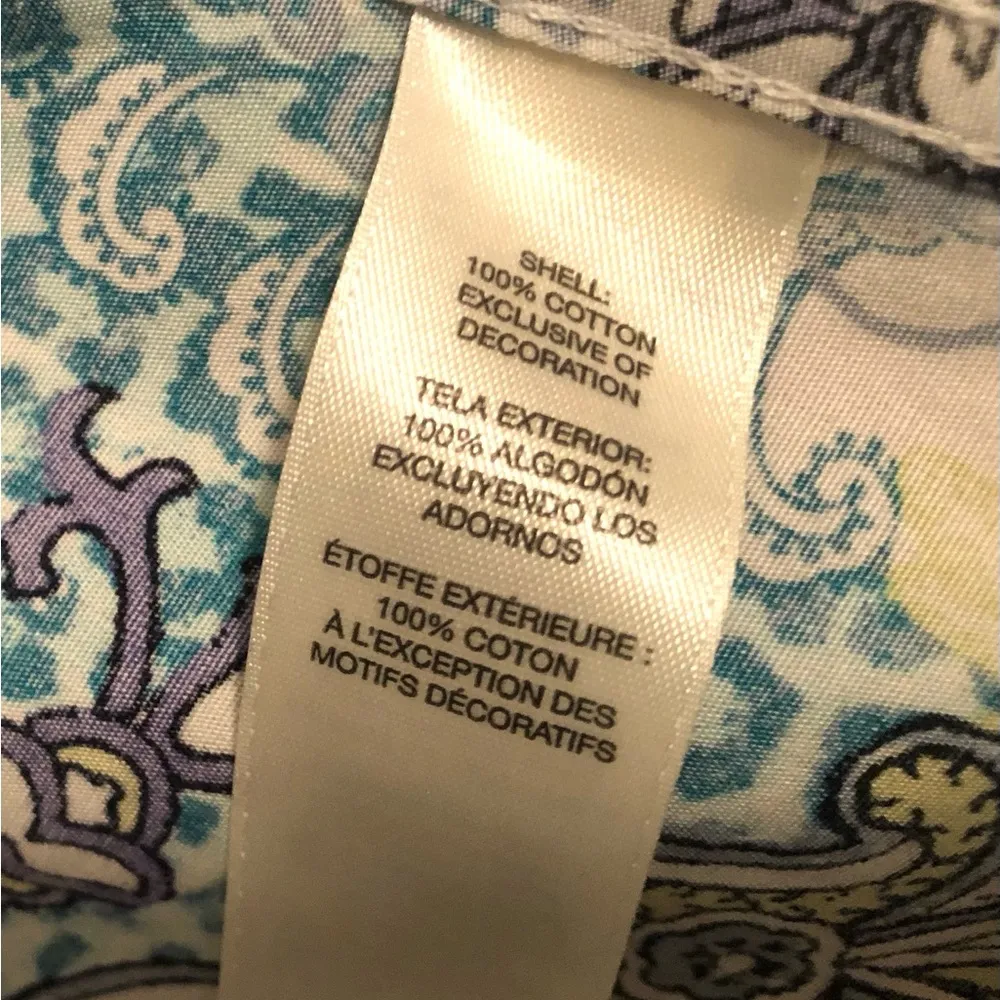 SHELL:
100% COTTON
EXCLUSIVE OF
DECORATION
TELA EXTERIOR:
100% ALGODÓN
EXCLUYENDO LOS
ADORNOS
ÉTOFFE EXTÉRIEURE :
100% COTON
À L'EXCEPTION DES
MOTIFS DÉCORATIFS